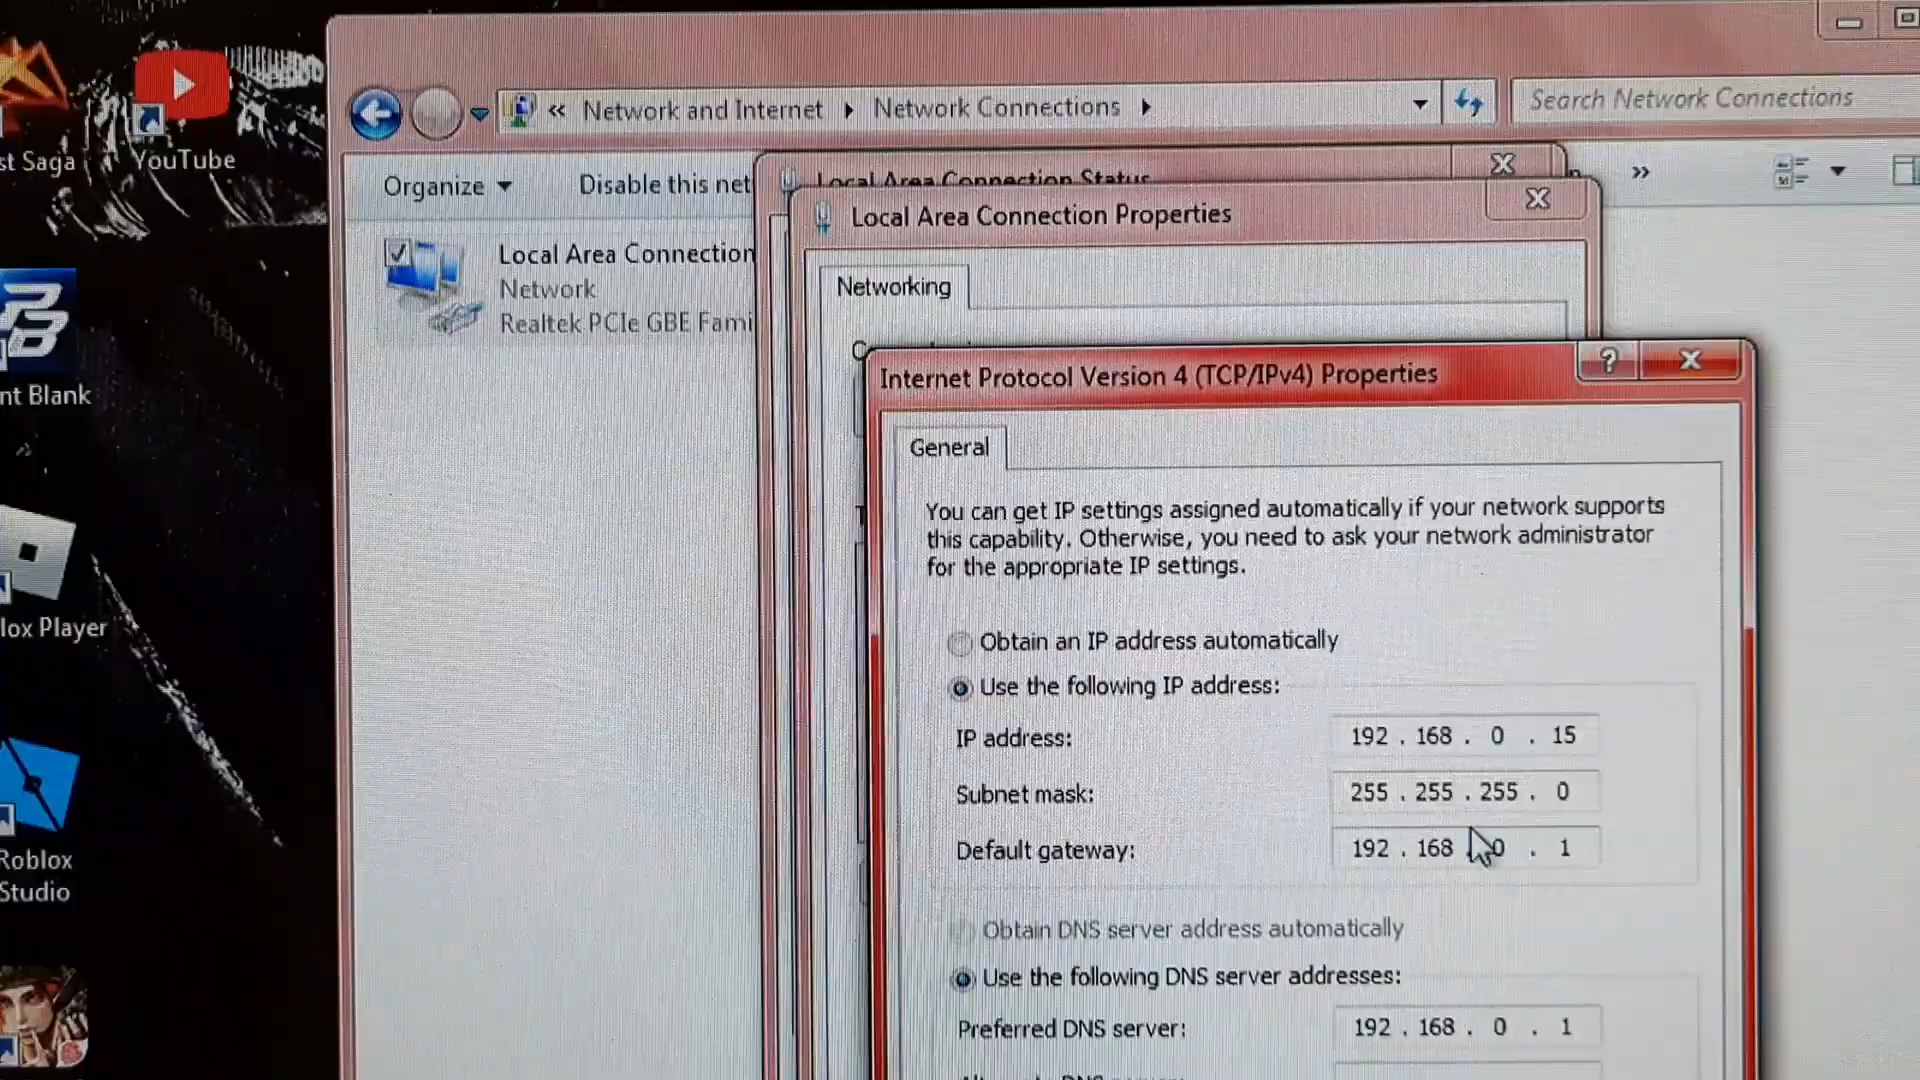 st Saga
YouTube
nt Blank
lox Player
Roblox
Studio
« Network and Internet Network Connections
Search Network Connections
Organize
Disable this net
»
Local Area Connection
Network
Realtek PCIe GBE Fami
Local Area Connection Status
Local Area Connection Properties
Networking
Internet Protocol Version 4 (TCP/IPv4) Properties
?
General
You can get IP settings assigned automatically if your network supports
this capability. Otherwise, you need to ask your network administrator
for the appropriate IP settings.
Obtain an IP address automatically
Use the following IP address:
IP address: 192 . 168 . 0 . 15
Subnet mask: 255 . 255 . 255 . 0
Default gateway: 192 . 168 0 . 1
Obtain DNS server address automatically
Use the following DNS server addresses:
Preferred DNS server: 192 . 168 . 0 . 1